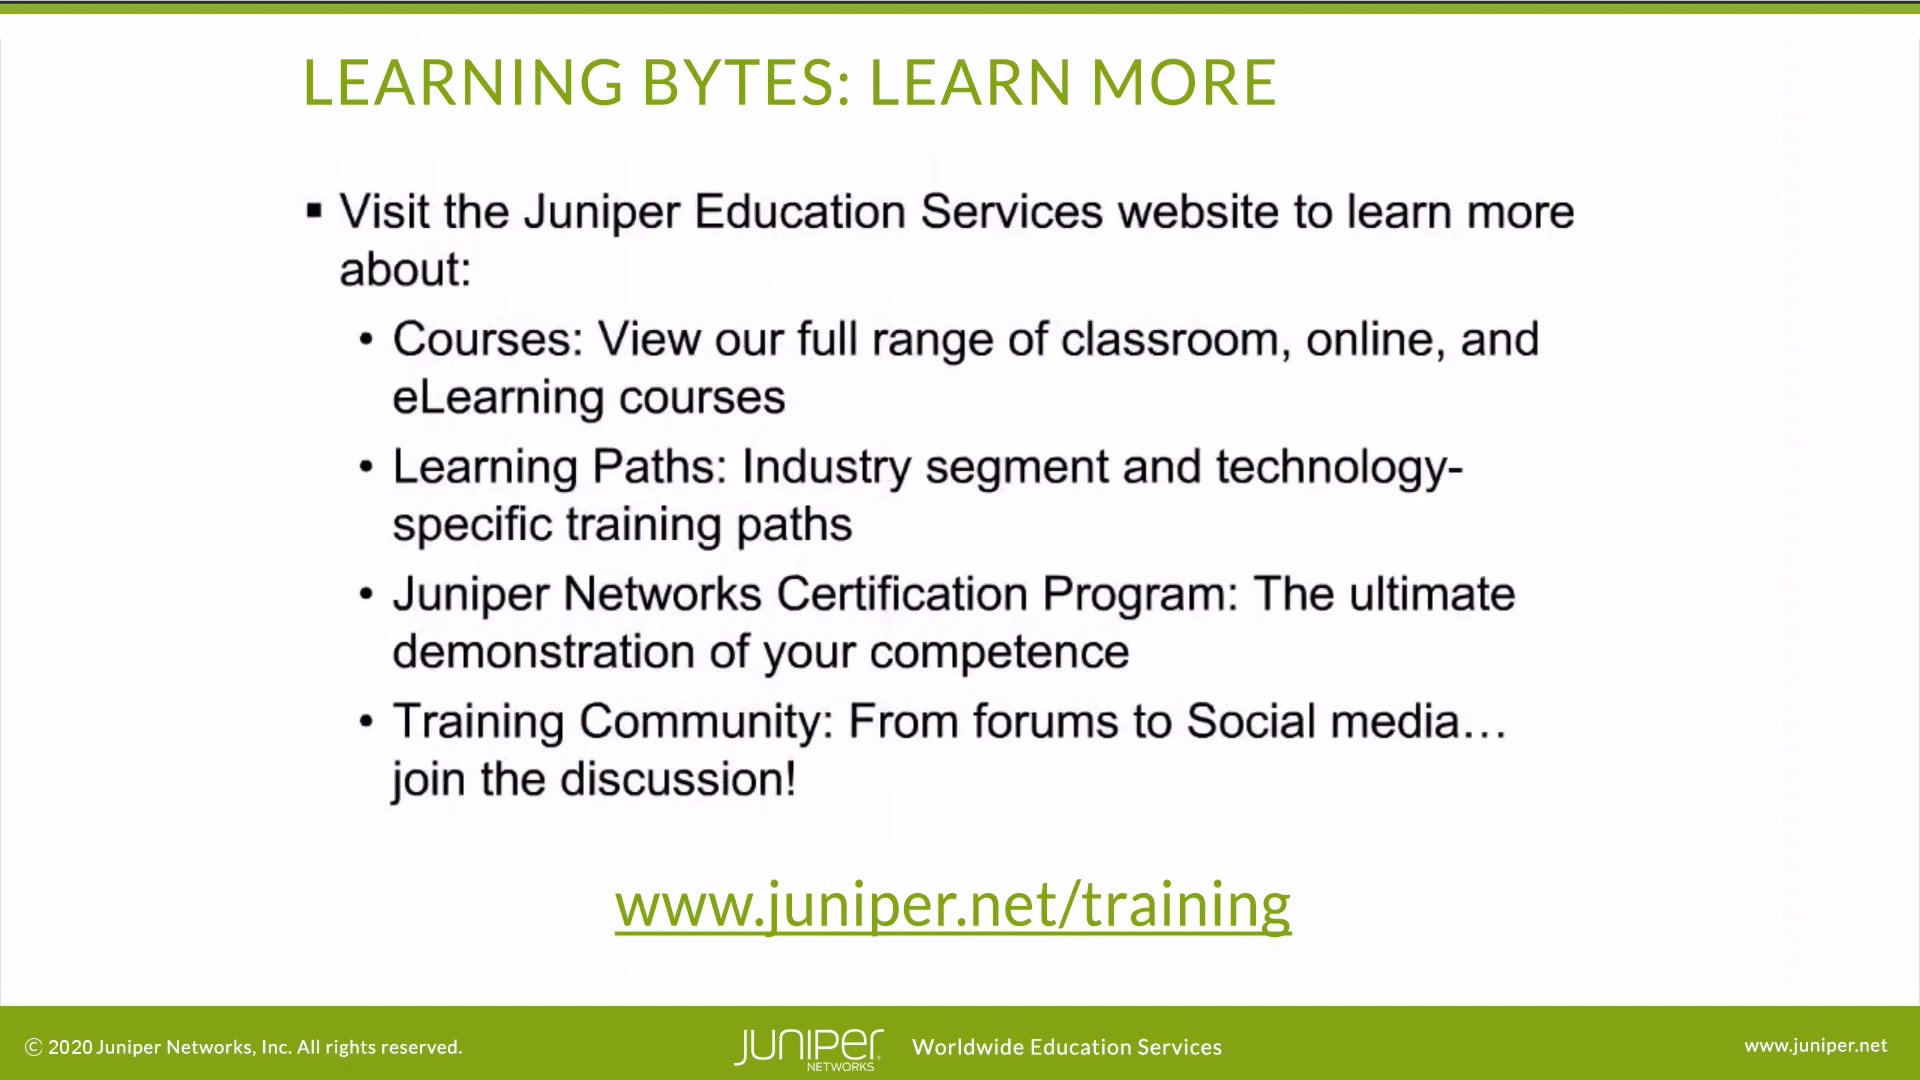 LEARNING BYTES: LEARN MORE
▪ Visit the Juniper Education Services website to learn more
about:
• Courses: View our full range of classroom, online, and
eLearning courses
• Learning Paths: Industry segment and technology-
specific training paths
• Juniper Networks Certification Program: The ultimate
demonstration of your competence
• Training Community: From forums to Social media…
join the discussion!
www.juniper.net/training
© 2020 Juniper Networks, Inc. All rights reserved.
JUNIPER
NETWORKS
Worldwide Education Services
www.juniper.net